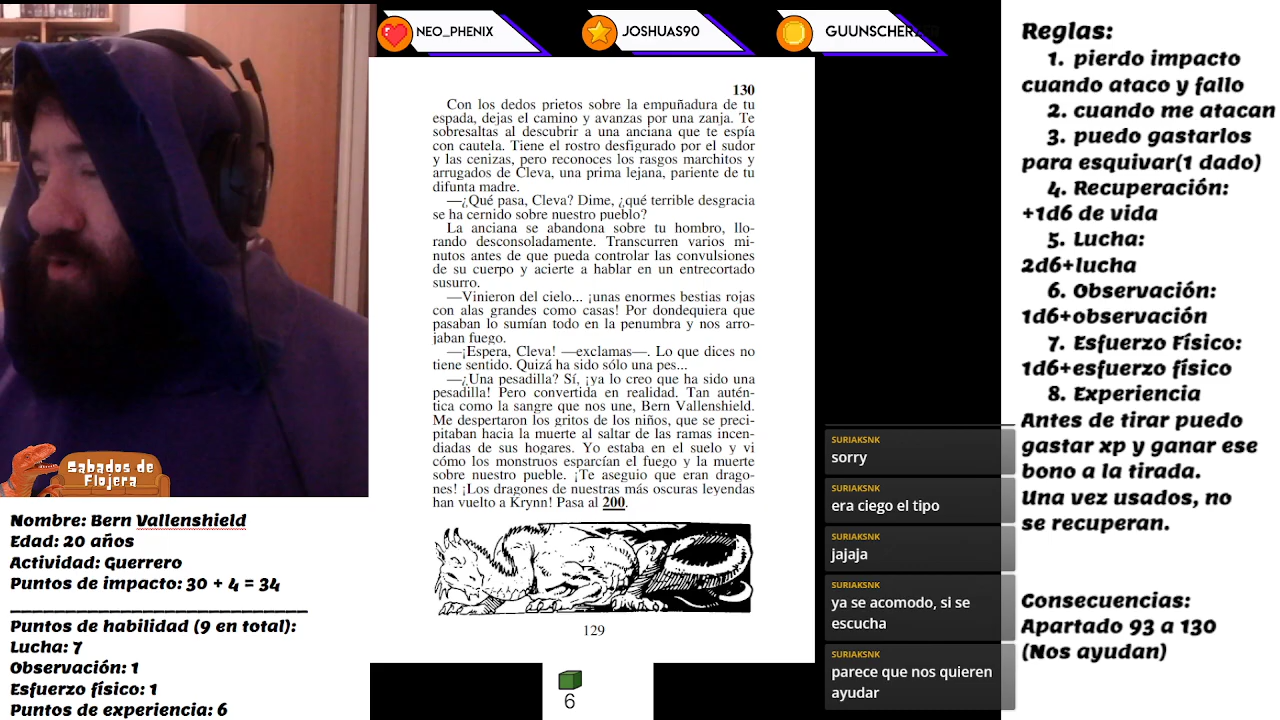 NEO_PHENIX
JOSHUAS90
130
Con los dedos prietos sobre la empuñadura de tu
espada, dejas el camino y avanzas por una zanja. Te
sobresaltas al descubrir a una anciana que te espía
con cautela. Tiene el rostro desfigurado por el sudor
y las cenizas, pero reconoces los rasgos marchitos y
arrugados de Cleva, una prima lejana, pariente de tu
difunta madre.
—¿Qué pasa, Cleva? Dime, ¿qué terrible desgracia
se ha cernido sobre nuestro pueblo?
La anciana se abandona sobre tu hombro, llo-
rando desconsoladamente. Transcurren varios mi-
nutos antes de que pueda controlar las convulsiones
de su cuerpo y acierte a hablar en un entrecortado
susurro.
—Vinieron del cielo... ¡unas enormes bestias rojas
con alas grandes como casas! Por dondequiera que
pasaban lo sumían todo en la penumbra y nos arro-
jaban fuego.
—¡Espera, Cleva! —exclamas—. Lo que dices no
tiene sentido. Quizá ha sido sólo una pes...
—¿Una pesadilla? Sí, ¡ya lo creo que ha sido una
pesadilla! Pero convertida en realidad. Tan autén-
tica como la sangre que nos une, Bern Vallenshield.
Me despertaron los gritos de los niños, que se preci-
pitaban hacia la muerte al saltar de las ramas incen-
diadas de sus hogares. Yo estaba en el suelo y vi
cómo los monstruos esparcían el fuego y la muerte
sobre nuestro pueble. ¡Te aseguio que eran drago-
nes! ¡Los dragones de nuestras más oscuras leyendas
han vuelto a Krynn! Pasa al 200.
129
6
Sabados de
Flojera
Nombre: Bern Vallenshield
Edad: 20 años
Actividad: Guerrero
Puntos de impacto: 30 + 4 = 34
Puntos de habilidad (9 en total):
Lucha: 7
Observación: 1
Esfuerzo físico: 1
Puntos de experiencia: 6
SURIAKSNK
sorry
SURIAKSNK
era ciego el tipo
SURIAKSNK
jajaja
SURIAKSNK
ya se acomodo, si se
escucha
SURIAKSNK
parece que nos quieren
ayudar
Reglas:
1. pierdo impacto
cuando ataco y fallo
2. cuando me atacan
3. puedo gastarlos
para esquivar(1 dado)
4. Recuperación:
+1d6 de vida
5. Lucha:
2d6+lucha
6. Observación:
1d6+observación
7. Esfuerzo Físico:
1d6+esfuerzo físico
8. Experiencia
Antes de tirar puedo
gastar xp y ganar ese
bono a la tirada.
Una vez usados, no
se recuperan.
Consecuencias:
Apartado 93 a 130
(Nos ayudan)